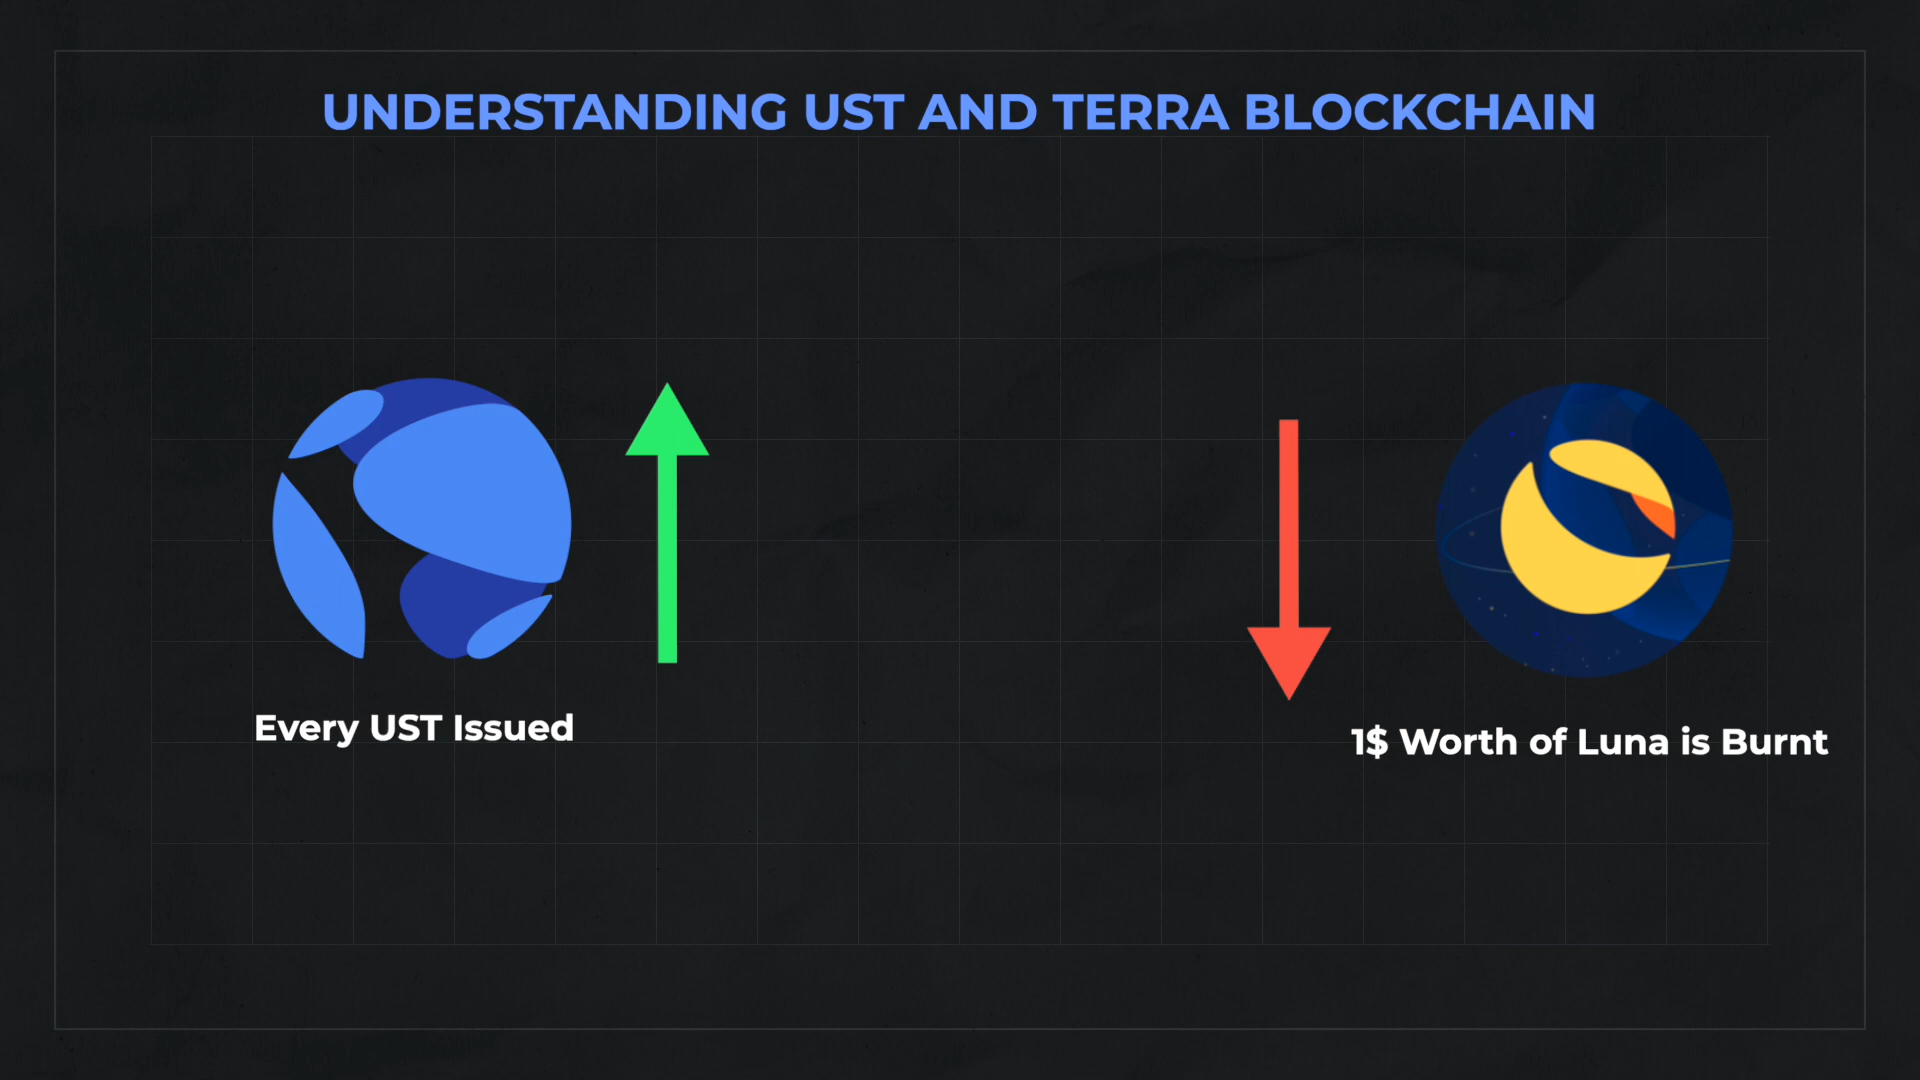 UNDERSTANDING UST AND TERRA BLOCKCHAIN
Every UST Issued
1$ Worth of Luna is Burnt